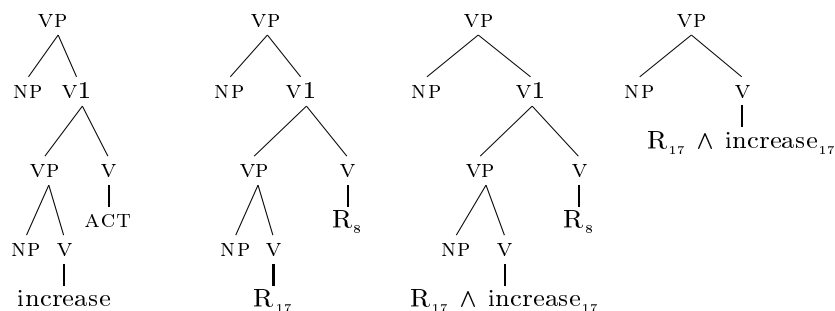 VP VP VP VP
NP V1 NP V1 NP V1 NP V
R₁₇ ∧ increase₁₇
VP V VP V VP V
ACT R₈ R₈
NP V NP V NP V
increase R₁₇ R₁₇ ∧ increase₁₇